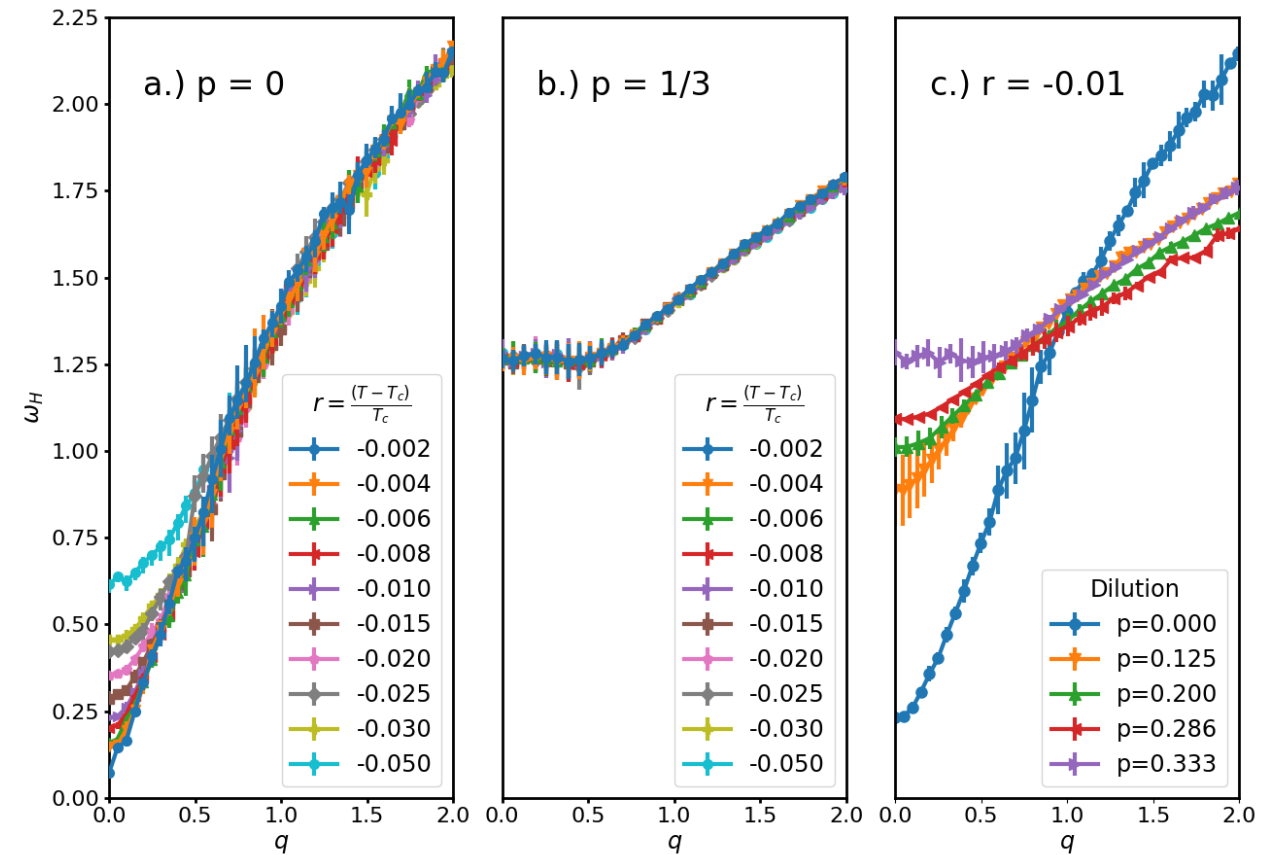 a.) p = 0
b.) p = 1/3
c.) r = -0.01
2.25
2.00
1.75
1.50
1.25
1.00
0.75
0.50
0.25
0.00
ω_H
r = (T − T_c) / T_c
-0.002
-0.004
-0.006
-0.008
-0.010
-0.015
-0.020
-0.025
-0.030
-0.050
r = (T − T_c) / T_c
-0.002
-0.004
-0.006
-0.008
-0.010
-0.015
-0.020
-0.025
-0.030
-0.050
Dilution
p=0.000
p=0.125
p=0.200
p=0.286
p=0.333
0.0 0.5 1.0 1.5 2.0
0.0 0.5 1.0 1.5 2.0
0.0 0.5 1.0 1.5 2.0
q
q
q